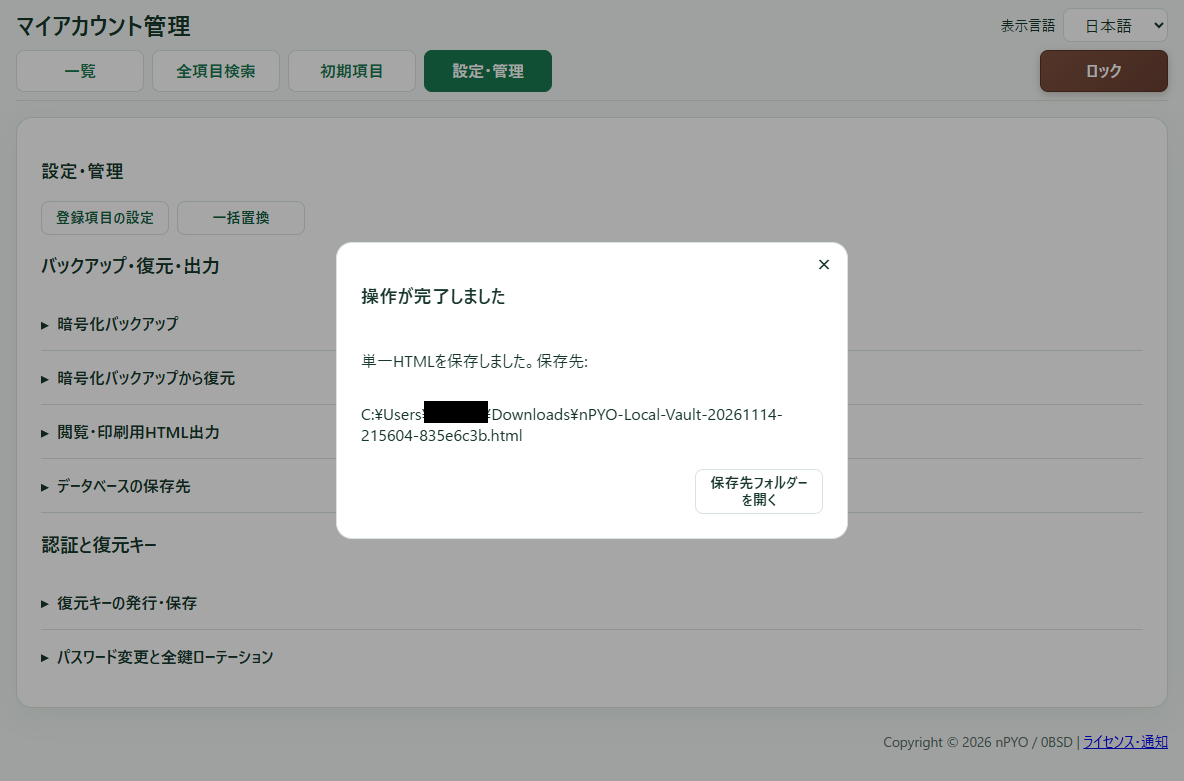 マイアカウント管理
表示言語 日本語
一覧 全項目検索 初期項目 設定・管理 ロック
設定・管理
登録項目の設定 一括置換
バックアップ・復元・出力
▸ 暗号化バックアップ
▸ 暗号化バックアップから復元
▸ 閲覧・印刷用HTML出力
▸ データベースの保存先
認証と復元キー
▸ 復元キーの発行・保存
▸ パスワード変更と全鍵ローテーション
×
操作が完了しました
単一HTMLを保存しました。保存先:
C:¥Users¥ ¥Downloads¥nPYO-Local-Vault-20261114-
215604-835e6c3b.html
保存先フォルダー
を開く
Copyright © 2026 nPYO / 0BSD | ライセンス・通知